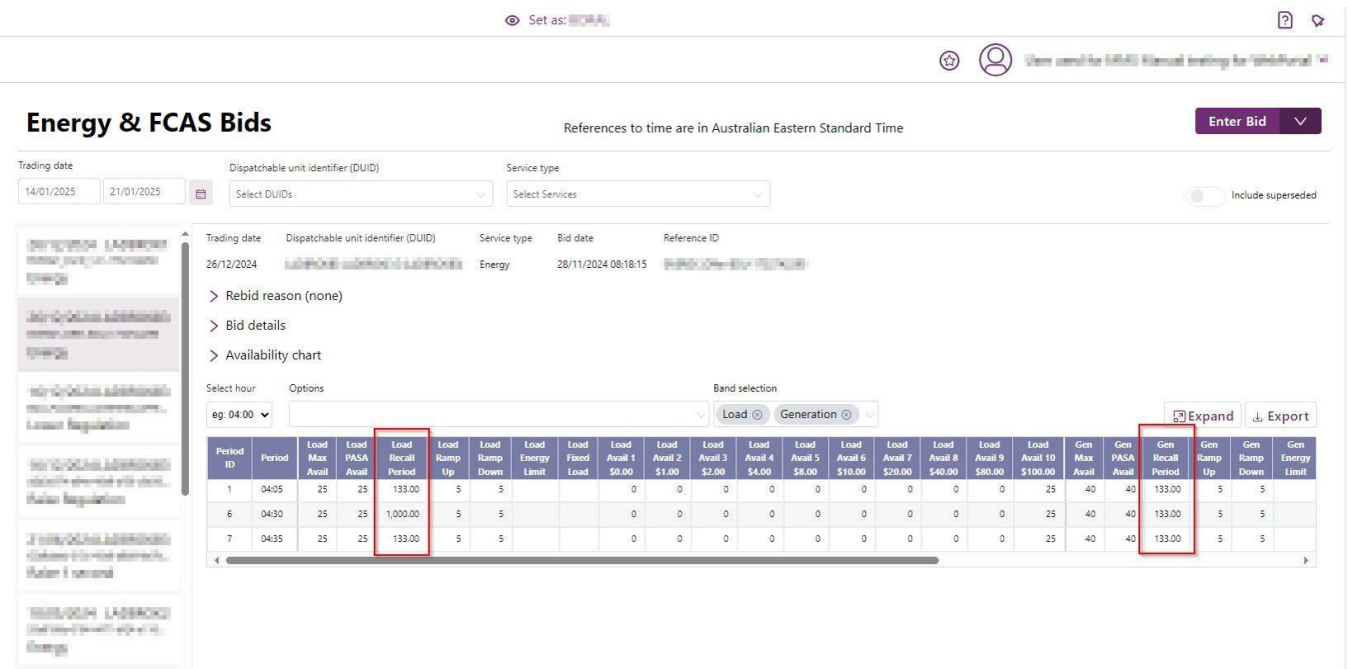 Set as:
Energy & FCAS Bids
References to time are in Australian Eastern Standard Time
Enter Bid
Trading date
Dispatchable unit identifier (DUID)
Service type
14/01/2025 21/01/2025
Select DUIDs
Select Services
Include superseded
Trading date Dispatchable unit identifier (DUID) Service type Bid date Reference ID
26/12/2024 Energy 28/11/2024 08:18:15
Rebid reason (none)
Bid details
Availability chart
Select hour Options Band selection
eg: 04:00 Load Generation Expand Export
Period ID Period Load Max Avail Load PASA Avail Load Recall Period Load Ramp Up Load Ramp Down Load Energy Limit Load Fixed Load Load Avail 1 $0.00 Load Avail 2 $1.00 Load Avail 3 $2.00 Load Avail 4 $4.00 Load Avail 5 $8.00 Load Avail 6 $10.00 Load Avail 7 $20.00 Load Avail 8 $40.00 Load Avail 9 $80.00 Load Avail 10 $100.00 Gen Max Avail Gen PASA Avail Gen Recall Period Gen Ramp Up Gen Ramp Down Gen Energy Limit
1 04:05 25 25 133.00 5 5 0 0 0 0 0 0 0 0 0 25 40 40 133.00 5 5
6 04:30 25 25 1,000.00 5 5 0 0 0 0 0 0 0 0 0 25 40 40 133.00 5 5
7 04:35 25 25 133.00 5 5 0 0 0 0 0 0 0 0 0 25 40 40 133.00 5 5